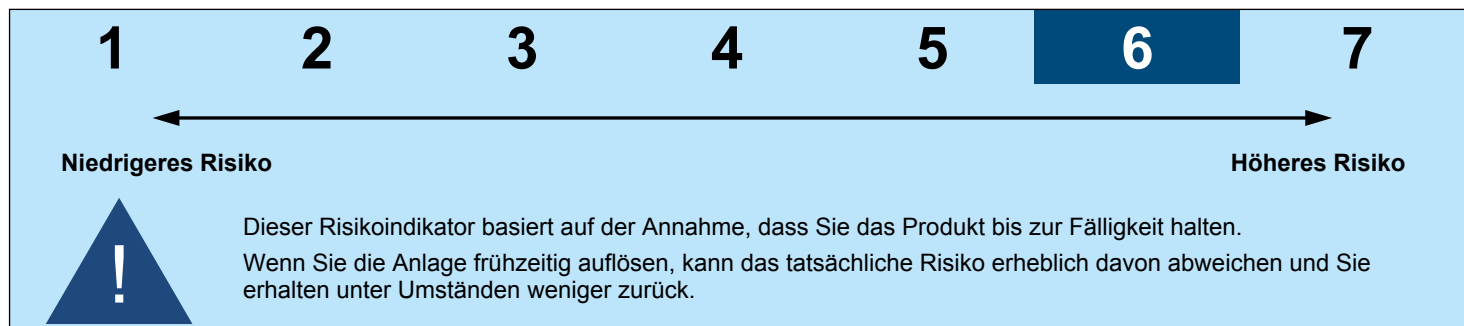 1 2 3 4 5 6 7
Niedrigeres Risiko Höheres Risiko
Dieser Risikoindikator basiert auf der Annahme, dass Sie das Produkt bis zur Fälligkeit halten.
!
Wenn Sie die Anlage frühzeitig auflösen, kann das tatsächliche Risiko erheblich davon abweichen und Sie
erhalten unter Umständen weniger zurück.